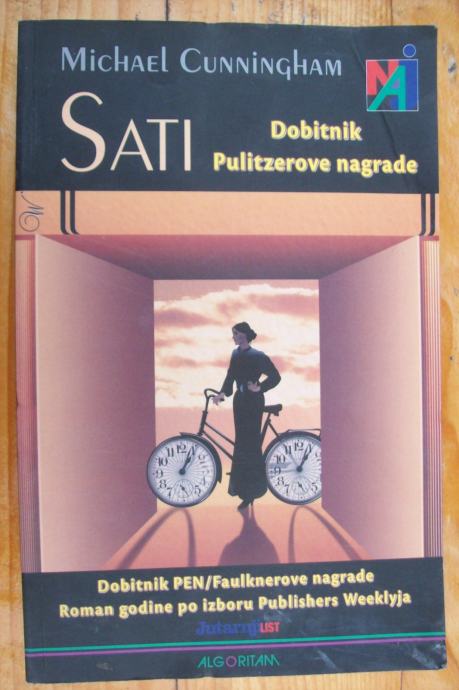 MICHAEL CUNNINGHAM
NAJ
SATI
Dobitnik
Pulitzerove nagrade
Dobitnik PEN/Faulknerove nagrade
Roman godine po izboru Publishers Weeklyja
Jutarnji LIST
ALGORITAM